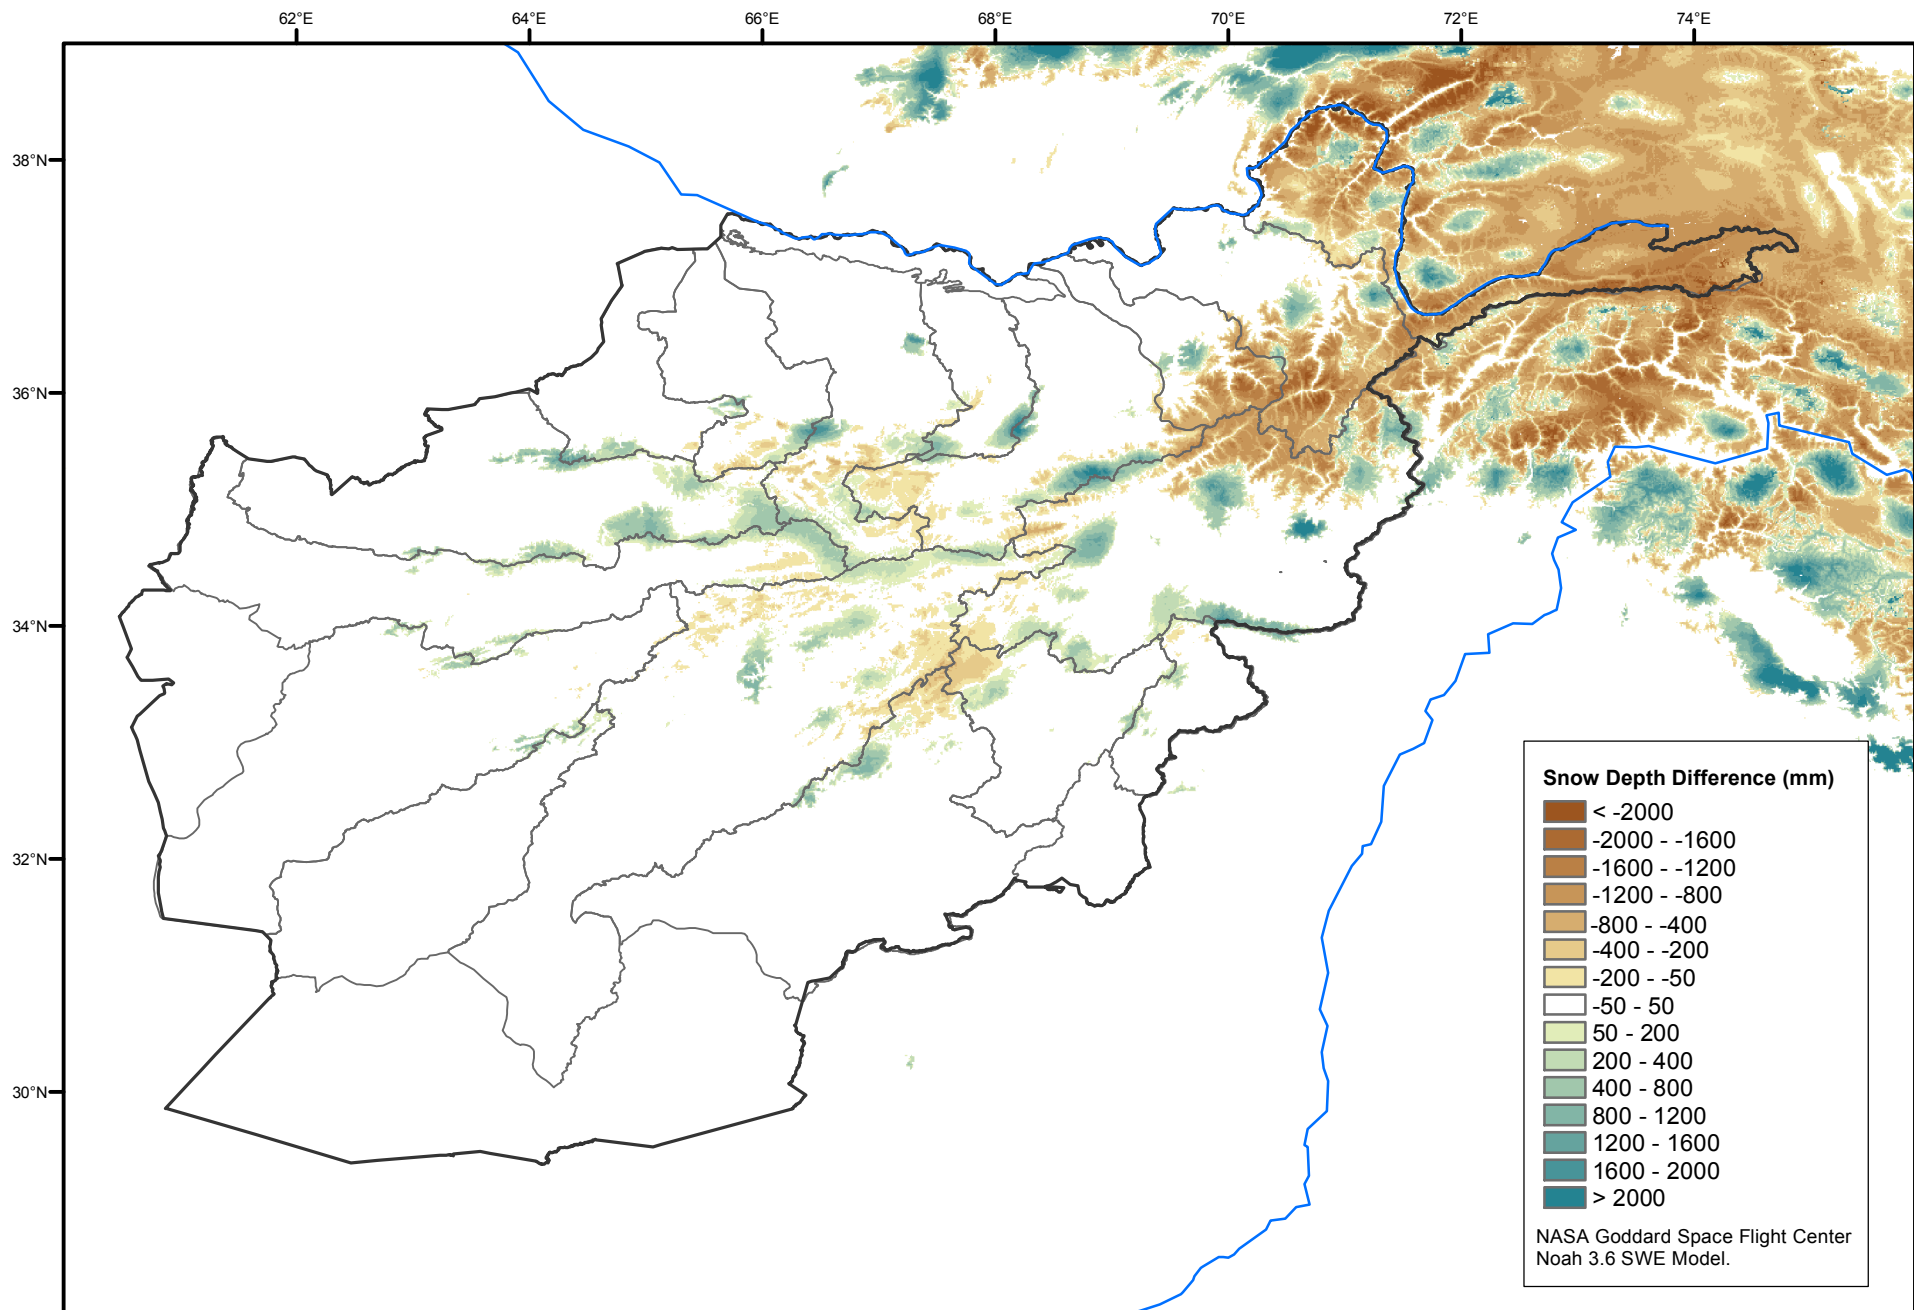 62°E 64°E 66°E 68°E 70°E 72°E 74°E
38°N
36°N
34°N
32°N
30°N
Snow Depth Difference (mm)
< -2000
-2000 - -1600
-1600 - -1200
-1200 - -800
-800 - -400
-400 - -200
-200 - -50
-50 - 50
50 - 200
200 - 400
400 - 800
800 - 1200
1200 - 1600
1600 - 2000
> 2000
NASA Goddard Space Flight Center
Noah 3.6 SWE Model.